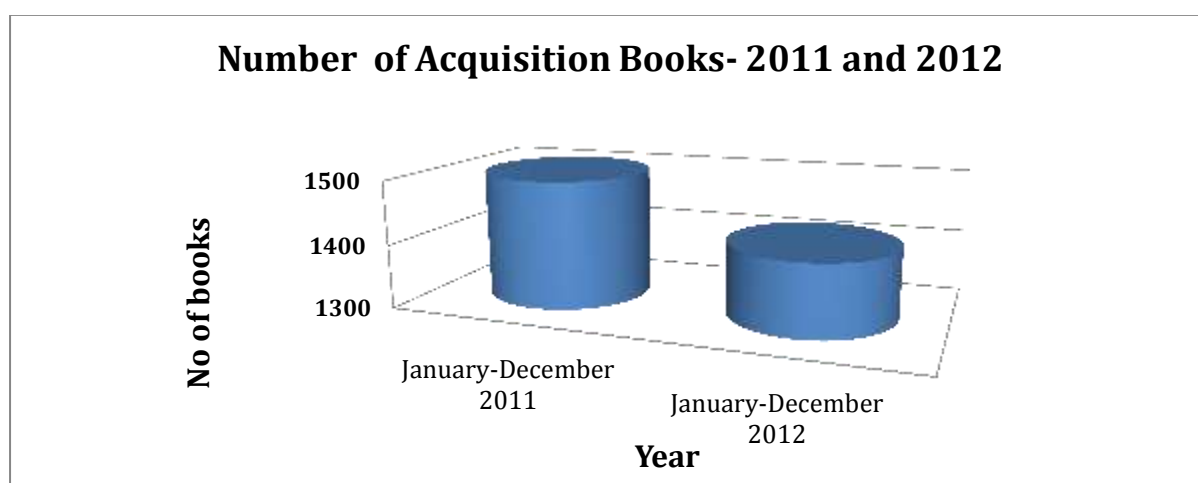 Number of Acquisition Books- 2011 and 2012
1500
1400
1300
No of books
January-December
2011
January-December
2012
Year